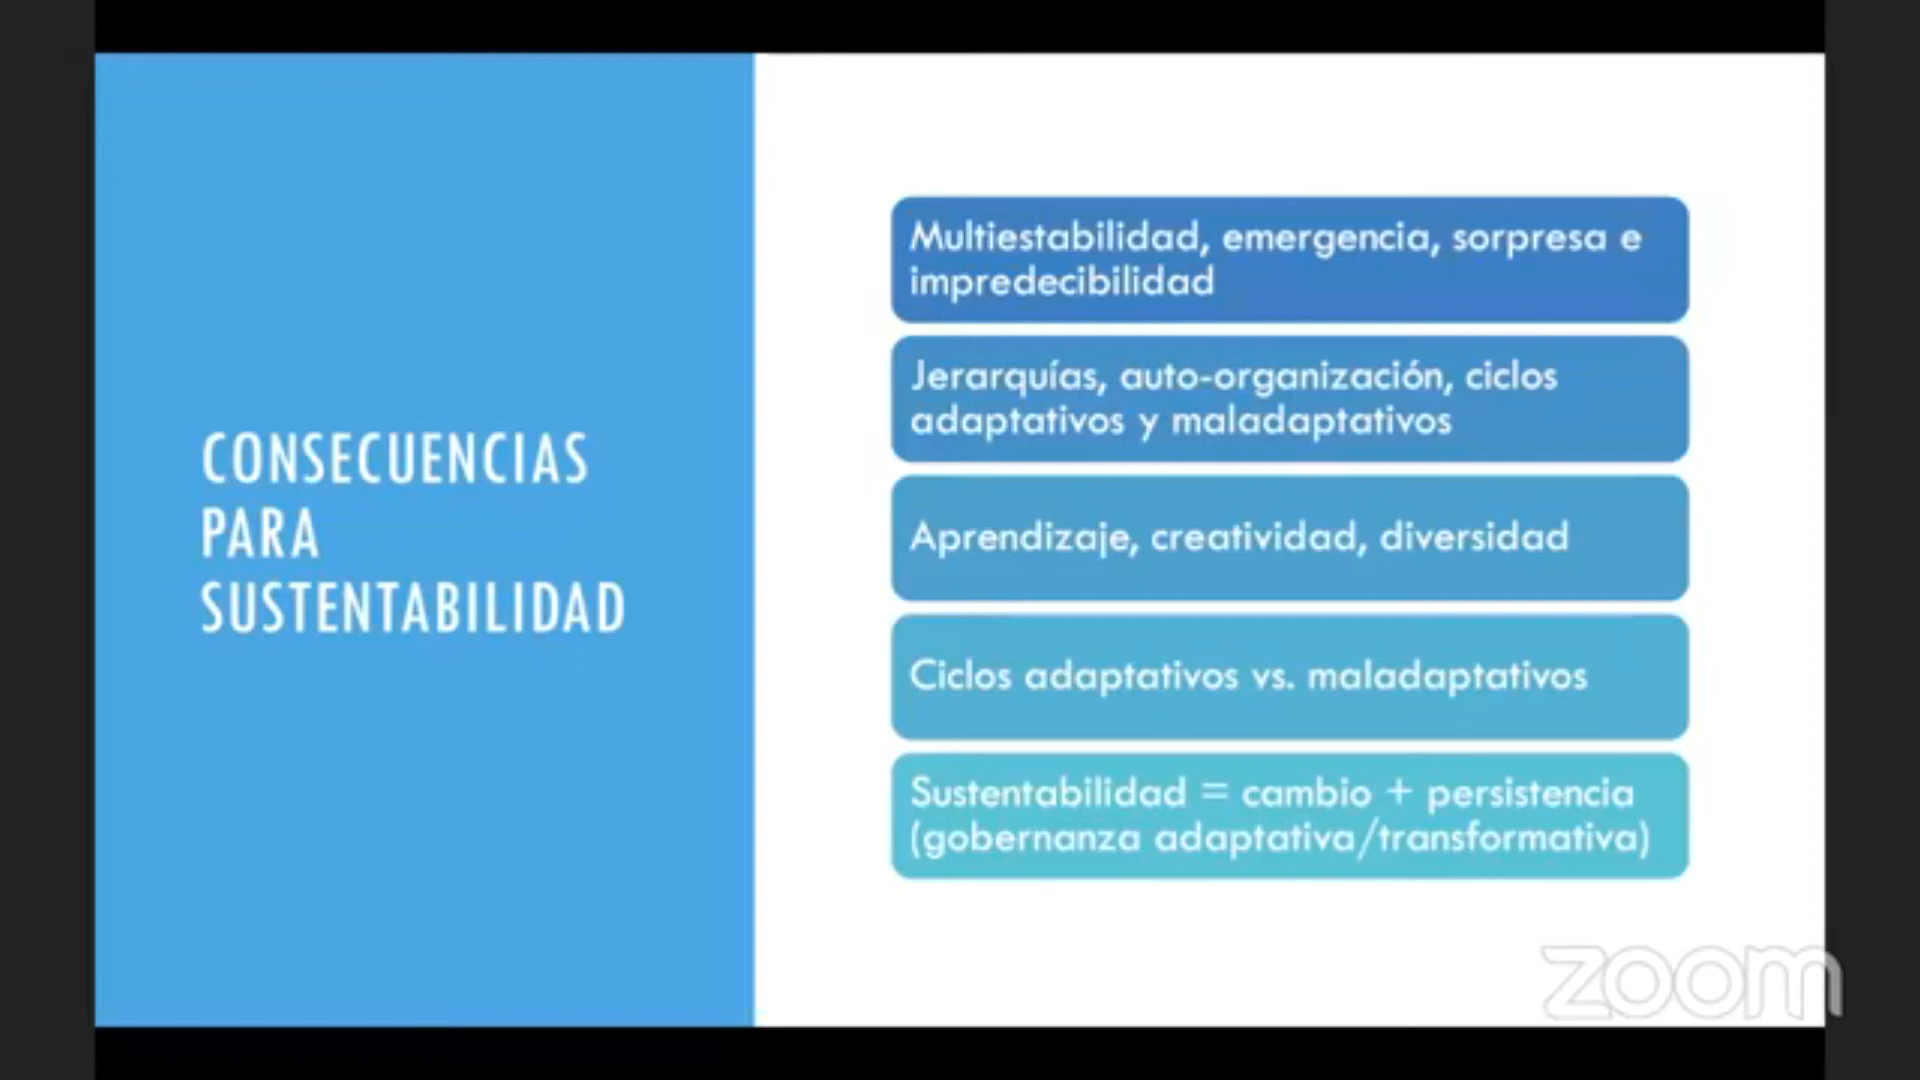 CONSECUENCIAS
PARA
SUSTENTABILIDAD
Multiestabilidad, emergencia, sorpresa e
impredecibilidad
Jerarquías, auto-organización, ciclos
adaptativos y maladaptativos
Aprendizaje, creatividad, diversidad
Ciclos adaptativos vs. maladaptativos
Sustentabilidad = cambio + persistencia
(gobernanza adaptativa/transformativa)
zoom